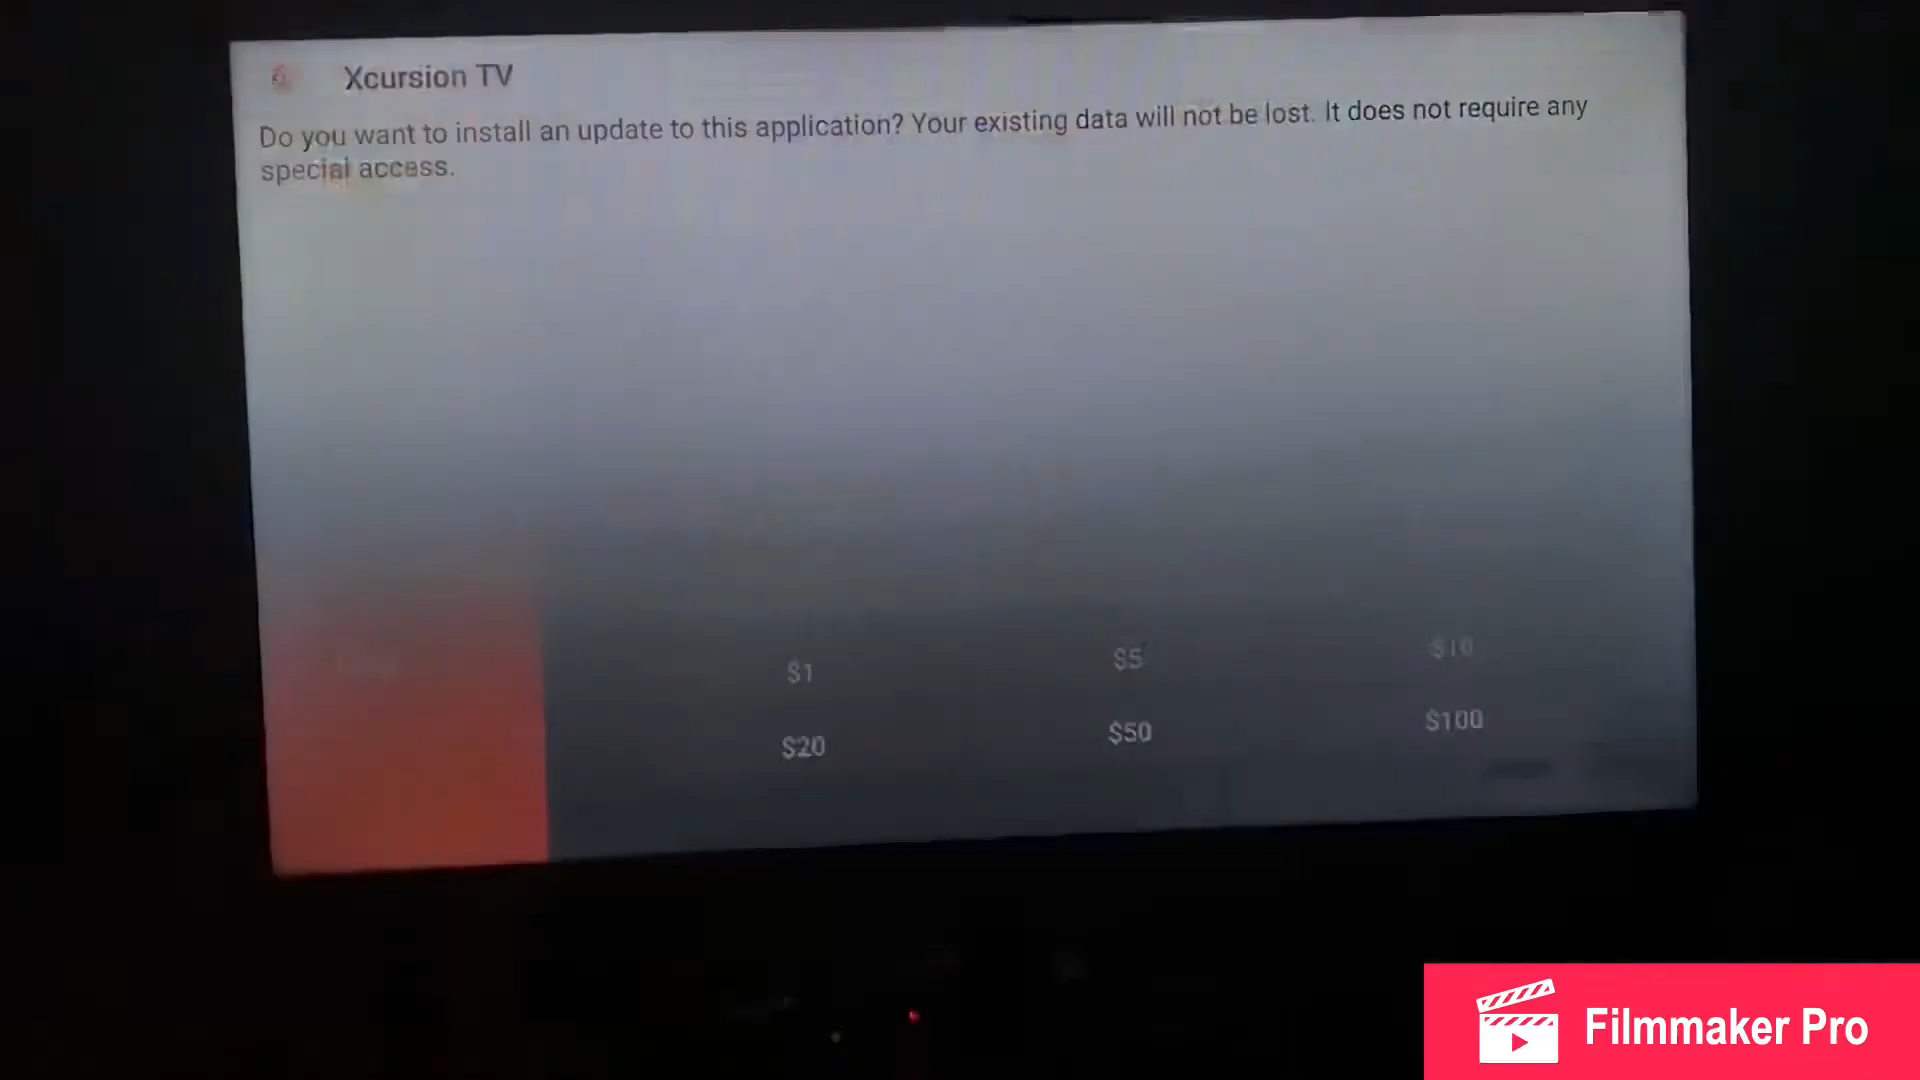 Xcursion TV
Do you want to install an update to this application? Your existing data will not be lost. It does not require any
special access.
$1 $5 $10
$20 $50 $100
Filmmaker Pro